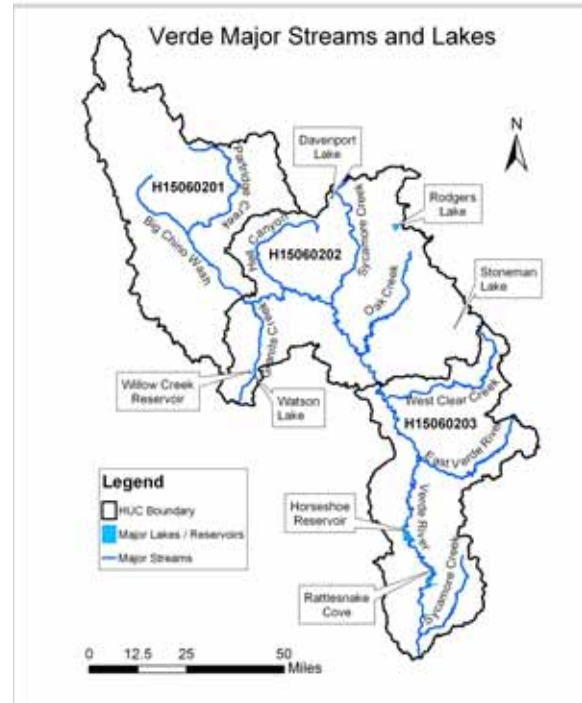 Verde Major Streams and Lakes
N
Davenport
Lake
Partridge Creek
H15060201
Rodgers
Lake
Big Chino Wash
Hell Canyon
H15060202
Sycamore Creek
Oak Creek
Stoneman
Lake
Granite Creek
Willow Creek
Reservoir
Watson
Lake
West Clear Creek
H15060203
East Verde River
Legend
HUC Boundary
Major Lakes / Reservoirs
Major Streams
Horseshoe
Reservoir
Verde River
Rattlesnake
Cove
Sycamore Creek
0 12.5 25 50
Miles